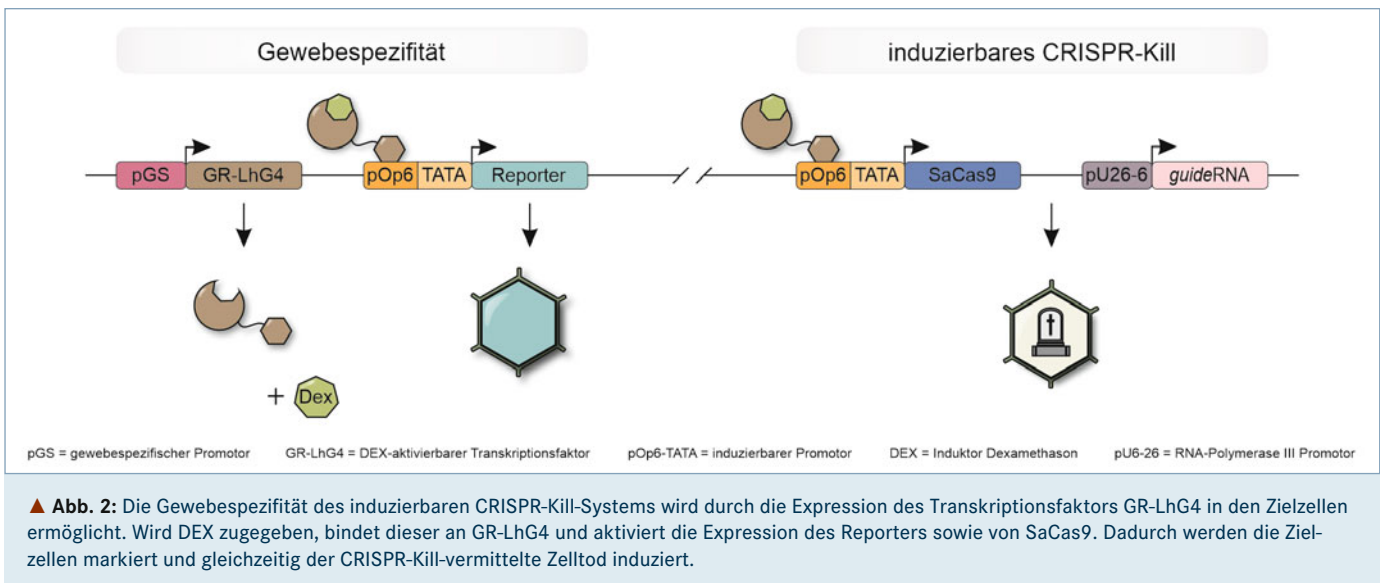 Gewebespezifität
induzierbares CRISPR-Kill
pGS GR-LhG4 pOp6 TATA Reporter pOp6 TATA SaCas9 pU26-6 guideRNA
+ Dex
pGS = gewebespezifischer Promotor GR-LhG4 = DEX-aktivierbarer Transkriptionsfaktor pOp6-TATA = induzierbarer Promotor DEX = Induktor Dexamethason pU6-26 = RNA-Polymerase III Promotor
▲ Abb. 2: Die Gewebespezifität des induzierbaren CRISPR-Kill-Systems wird durch die Expression des Transkriptionsfaktors GR-LhG4 in den Zielzellen
ermöglicht. Wird DEX zugegeben, bindet dieser an GR-LhG4 und aktiviert die Expression des Reporters sowie von SaCas9. Dadurch werden die Ziel-
zellen markiert und gleichzeitig der CRISPR-Kill-vermittelte Zelltod induziert.